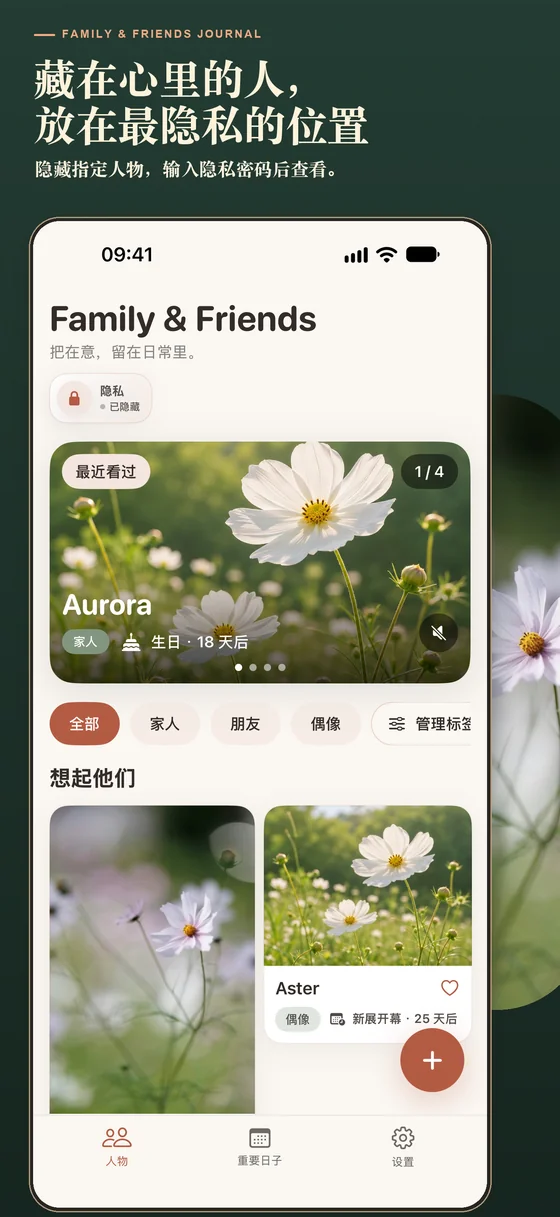 FAMILY & FRIENDS JOURNAL
藏在心里的人，
放在最隐私的位置
隐藏指定人物，输入隐私密码后查看。
09:41
Family & Friends
把在意，留在日常里。
隐私
已隐藏
最近看过
1 / 4
Aurora
家人
生日 · 18 天后
全部
家人
朋友
偶像
管理标签
想起他们
Aster
偶像
新展开幕 · 25 天后
人物
重要日子
设置